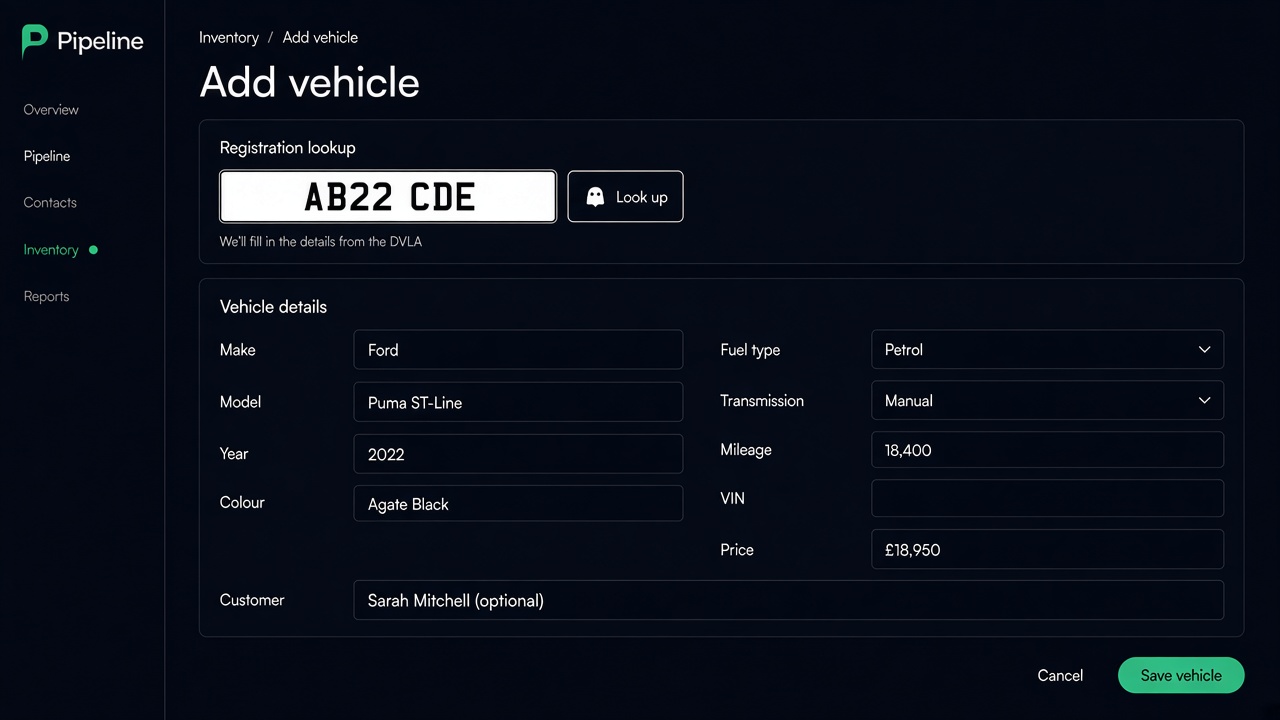 Pipeline
Overview
Pipeline
Contacts
Inventory
Reports
Inventory / Add vehicle
Add vehicle
Registration lookup
AB22 CDE
Look up
We'll fill in the details from the DVLA
Vehicle details
Make
Ford
Model
Puma ST-Line
Year
2022
Colour
Agate Black
Fuel type
Petrol
Transmission
Manual
Mileage
18,400
VIN
Price
£18,950
Customer
Sarah Mitchell (optional)
Cancel
Save vehicle